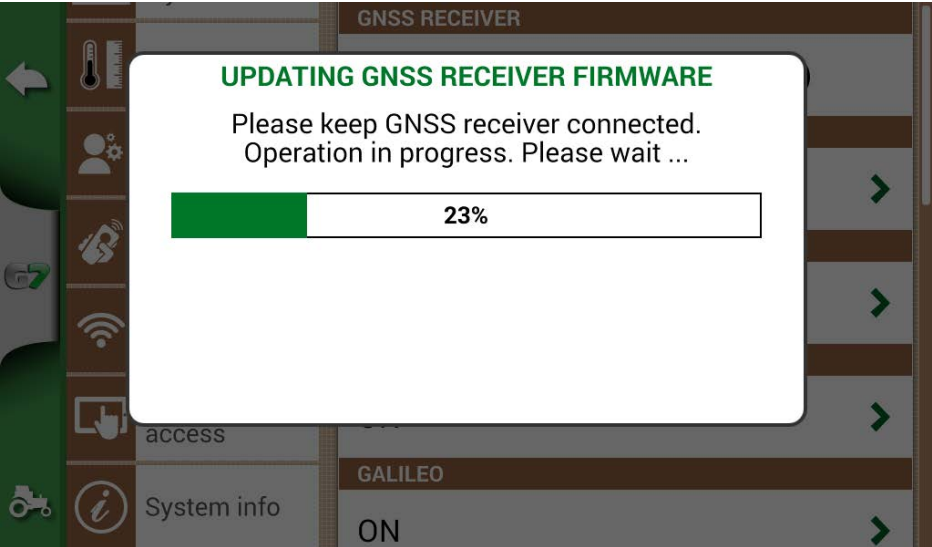 GNSS RECEIVER
UPDATING GNSS RECEIVER FIRMWARE
Please keep GNSS receiver connected.
Operation in progress. Please wait ...
23%
G7
access
GALILEO
System info
ON